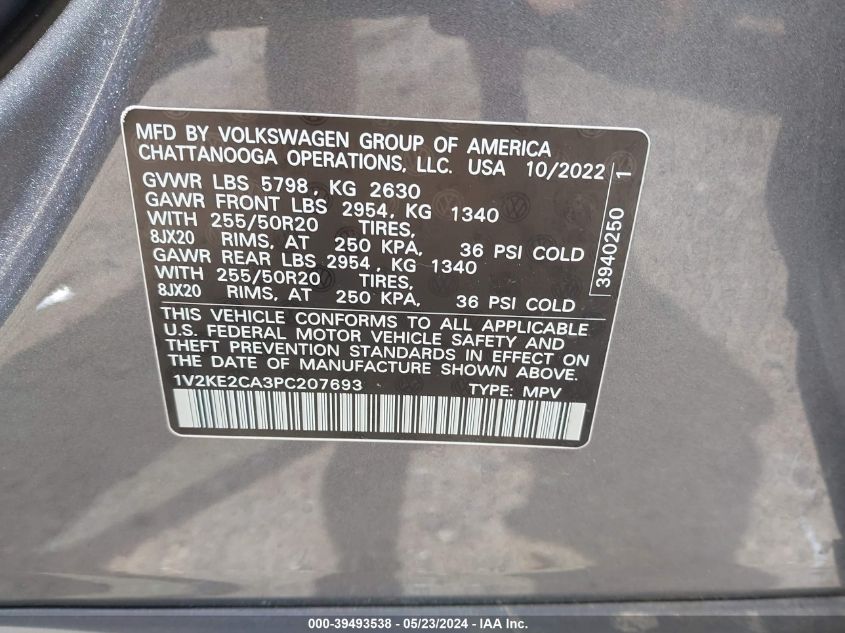 MFD BY VOLKSWAGEN GROUP OF AMERICA
CHATTANOOGA OPERATIONS, LLC. USA 10/2022
GVWR LBS 5798, KG 2630
GAWR FRONT LBS 2954, KG 1340
WITH 255/50R20 TIRES,
8JX20 RIMS, AT 250 KPA, 36 PSI COLD
GAWR REAR LBS 2954, KG 1340
WITH 255/50R20 TIRES,
8JX20 RIMS, AT 250 KPA, 36 PSI COLD
THIS VEHICLE CONFORMS TO ALL APPLICABLE
U.S. FEDERAL MOTOR VEHICLE SAFETY AND
THEFT PREVENTION STANDARDS IN EFFECT ON
THE DATE OF MANUFACTURE SHOWN ABOVE.
1V2KE2CA3PC207693 TYPE: MPV
3940250 1
000-39493538 - 05/23/2024 - IAA Inc.